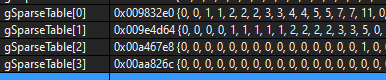 gSparseTable[0] 0x009832e0 {0, 0, 1, 1, 2, 2, 2, 3, 3, 4, 4, 5, 5, 7, 7, 11, 0,
gSparseTable[1] 0x009e4d64 {0, 0, 0, 0, 1, 1, 1, 1, 1, 2, 2, 2, 2, 3, 3, 5, 0,
gSparseTable[2] 0x00a467e8 {0, 0, 0, 0, 0, 0, 0, 0, 0, 0, 0, 0, 0, 0, 1, 0,
gSparseTable[3] 0x00aa826c {0, 0, 0, 0, 0, 0, 0, 0, 0, 0, 0, 0, 0, 0, 0, 0,